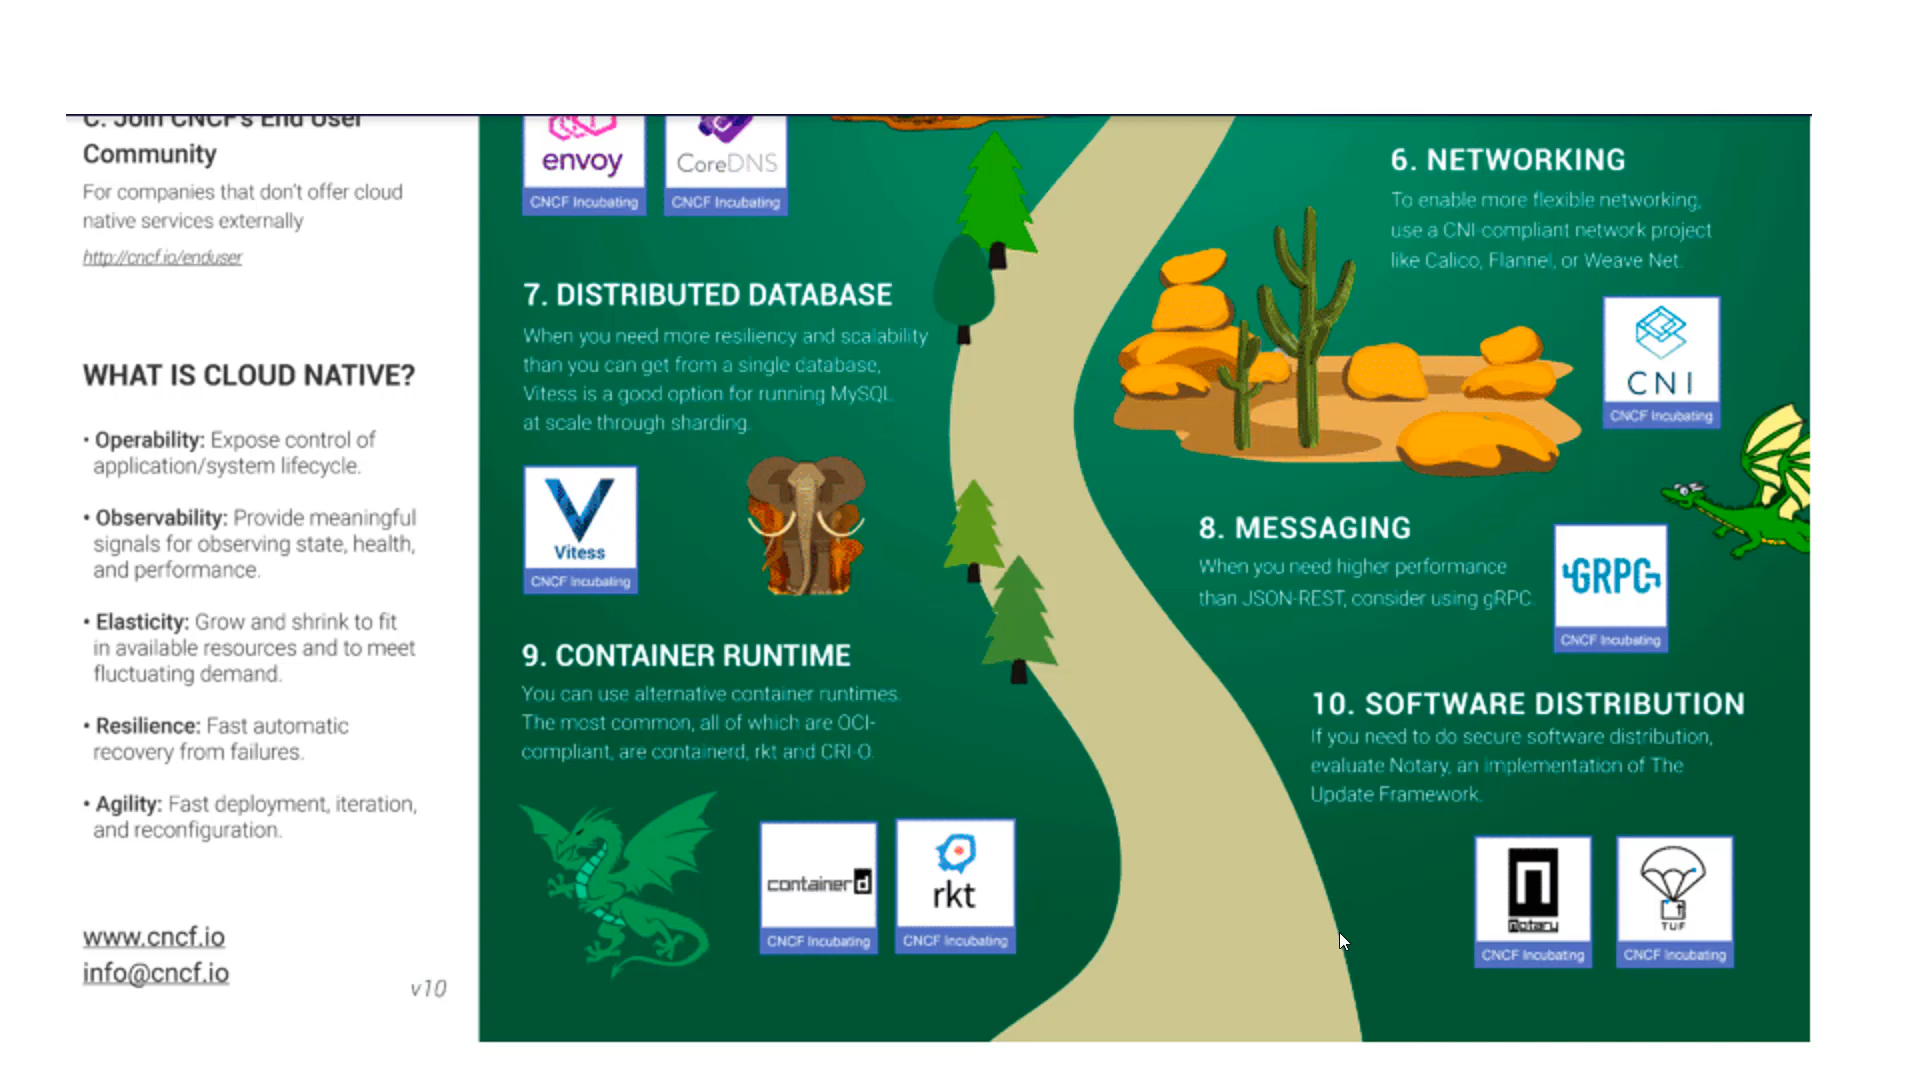 C. Join CNCF's End User
Community
For companies that don't offer cloud
native services externally
http://cncf.io/enduser
WHAT IS CLOUD NATIVE?
• Operability: Expose control of
application/system lifecycle.
• Observability: Provide meaningful
signals for observing state, health,
and performance.
• Elasticity: Grow and shrink to fit
in available resources and to meet
fluctuating demand.
• Resilience: Fast automatic
recovery from failures.
• Agility: Fast deployment, iteration,
and reconfiguration.
www.cncf.io
info@cncf.io
v10
envoy
CNCF Incubating
CoreDNS
CNCF Incubating
6. NETWORKING
To enable more flexible networking,
use a CNI-compliant network project
like Calico, Flannel, or Weave Net.
CNI
CNCF Incubating
7. DISTRIBUTED DATABASE
When you need more resiliency and scalability
than you can get from a single database,
Vitess is a good option for running MySQL
at scale through sharding.
Vitess
CNCF Incubating
8. MESSAGING
When you need higher performance
than JSON-REST, consider using gRPC.
GRPC
CNCF Incubating
9. CONTAINER RUNTIME
You can use alternative container runtimes.
The most common, all of which are OCI-
compliant, are containerd, rkt and CRI-O.
containerd
CNCF Incubating
rkt
CNCF Incubating
10. SOFTWARE DISTRIBUTION
If you need to do secure software distribution,
evaluate Notary, an implementation of The
Update Framework.
notary
CNCF Incubating
TUF
CNCF Incubating